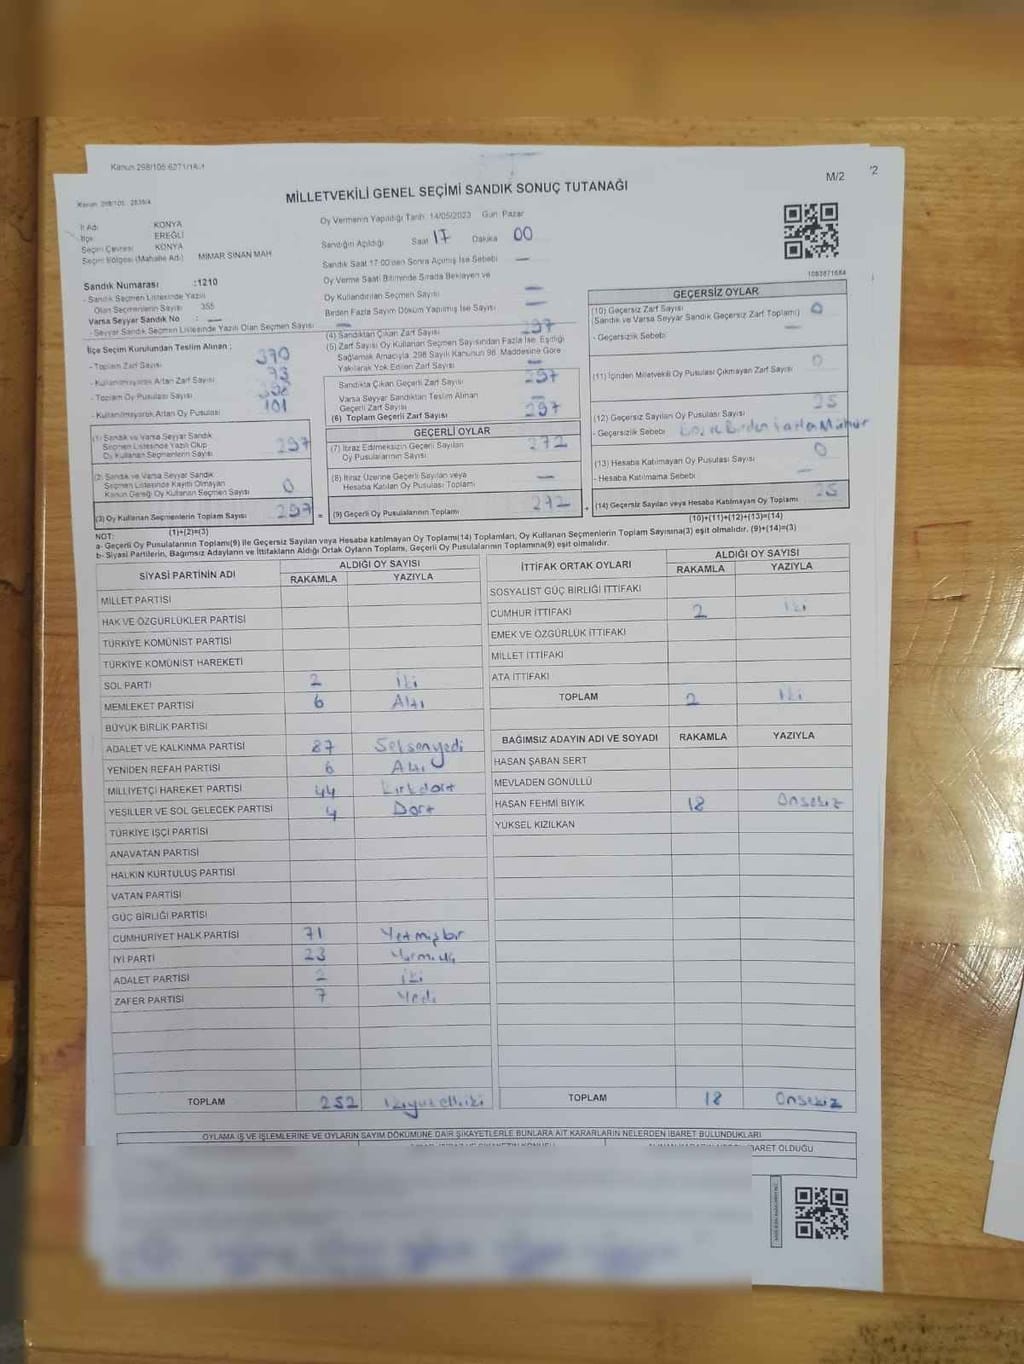 Kanun 298/105 6271/1A-1
'2
M/2
MİLLETVEKİLİ GENEL SEÇİMİ SANDIK SONUÇ TUTANAĞI
İl Adı KONYA
İlçe EREĞLİ
Seçim Çevresi KONYA
Seçim Bölgesi (Mahalle Adı) MİMAR SİNAN MAH
Oy Vermenin Yapıldığı Tarih: 14/05/2023 Gün: Pazar
Sandığın Açıldığı Saat 17 Dakika 00
Sandık Saat 17:00'den Sonra Açılmış İse Sebebi —
Oy Verme Saati Bitiminde Sırada Bekleyen ve
Oy Kullandırılan Seçmen Sayısı —
Birden Fazla Sayım Döküm Yapılmış İse Sayısı —
1083871684
Sandık Numarası :1210
- Sandık Seçmen Listesinde Yazılı
Olan Seçmenlerin Sayısı 355
Varsa Seyyar Sandık No : —
- Seyyar Sandık Seçmen Listesinde Yazılı Olan Seçmen Sayısı —
İlçe Seçim Kurulundan Teslim Alınan ;
- Toplam Zarf Sayısı 370
- Kullanılmayarak Artan Zarf Sayısı 73
- Toplam Oy Pusulası Sayısı
- Kullanılmayarak Artan Oy Pusulası 101
(1) Sandık ve Varsa Seyyar Sandık
Seçmen Listesinde Yazılı Olup
Oy Kullanan Seçmenlerin Sayısı 297
(2) Sandık ve Varsa Seyyar Sandık
Seçmen Listesinde Kayıtlı Olmayan
Kanun Gereği Oy Kullanan Seçmen Sayısı 0
(3) Oy Kullanan Seçmenlerin Toplam Sayısı 297
(1)+(2)=(3)
(4) Sandıktan Çıkan Zarf Sayısı 297
(5) Zarf Sayısı Oy Kullanan Seçmen Sayısından Fazla İse, Eşitliği
Sağlamak Amacıyla, 298 Sayılı Kanunun 98. Maddesine Göre
Yakılarak Yok Edilen Zarf Sayısı —
Sandıkta Çıkan Geçerli Zarf Sayısı 297
Varsa Seyyar Sandıktan Teslim Alınan
Geçerli Zarf Sayısı —
(6) Toplam Geçerli Zarf Sayısı 297
GEÇERLİ OYLAR
(7) İtiraz Edilmeksizin Geçerli Sayılan
Oy Pusulalarının Sayısı 272
(8) İtiraz Üzerine Geçerli Sayılan veya
Hesaba Katılan Oy Pusulası Toplamı —
= (9) Geçerli Oy Pusulalarının Toplamı 272
GEÇERSİZ OYLAR
(10) Geçersiz Zarf Sayısı
(Sandık ve Varsa Seyyar Sandık Geçersiz Zarf Toplamı) 0
- Geçersizlik Sebebi —
(11) İçinden Milletvekili Oy Pusulası Çıkmayan Zarf Sayısı 0
(12) Geçersiz Sayılan Oy Pusulası Sayısı 25
- Geçersizlik Sebebi Birden Fazla Mühür
(13) Hesaba Katılmayan Oy Pusulası Sayısı 0
- Hesaba Katılmama Sebebi —
+ (14) Geçersiz Sayılan veya Hesaba Katılmayan Oy Toplamı 25
(10)+(11)+(12)+(13)=(14)
NOT:
a- Geçerli Oy Pusulalarının Toplamı(9) ile Geçersiz Sayılan veya Hesaba Katılmayan Oy Toplamı(14) Toplamları, Oy Kullanan Seçmenlerin Toplam Sayısına(3) eşit olmalıdır. (9)+(14)=(3)
b- Siyasi Partilerin, Bağımsız Adayların ve İttifakların Aldığı Ortak Oyların Toplamı, Geçerli Oy Pusulalarının Toplamına(9) eşit olmalıdır.
SİYASİ PARTİNİN ADI ALDIĞI OY SAYISI
RAKAMLA YAZIYLA
MİLLET PARTİSİ
HAK VE ÖZGÜRLÜKLER PARTİSİ
TÜRKİYE KOMÜNİST PARTİSİ
TÜRKİYE KOMÜNİST HAREKETİ
SOL PARTİ 2 iki
MEMLEKET PARTİSİ 6 Altı
BÜYÜK BİRLİK PARTİSİ
ADALET VE KALKINMA PARTİSİ 87 Seksenyedi
YENİDEN REFAH PARTİSİ 6 Altı
MİLLİYETÇİ HAREKET PARTİSİ 44 Kırkdört
YEŞİLLER VE SOL GELECEK PARTİSİ 4 Dört
TÜRKİYE İŞÇİ PARTİSİ
ANAVATAN PARTİSİ
HALKIN KURTULUŞ PARTİSİ
VATAN PARTİSİ
GÜÇ BİRLİĞİ PARTİSİ
CUMHURİYET HALK PARTİSİ 71 Yetmişbir
İYİ PARTİ 23 Yirmi üç
ADALET PARTİSİ 2 iki
ZAFER PARTİSİ 7 Yedi
TOPLAM 252 ikiyüzelliiki
İTTİFAK ORTAK OYLARI ALDIĞI OY SAYISI
RAKAMLA YAZIYLA
SOSYALİST GÜÇ BİRLİĞİ İTTİFAKI
CUMHUR İTTİFAKI 2 iki
EMEK VE ÖZGÜRLÜK İTTİFAKI
MİLLET İTTİFAKI
ATA İTTİFAKI
TOPLAM 2 iki
BAĞIMSIZ ADAYIN ADI VE SOYADI RAKAMLA YAZIYLA
HASAN ŞABAN SERT
MEVLADEN GÖNÜLLÜ
HASAN FEHMİ BIYIK 18 Onsekiz
YÜKSEL KIZILKAN
TOPLAM 18 Onsekiz
OYLAMA İŞ VE İŞLEMLERİNE VE OYLARIN SAYIM DÖKÜMÜNE DAİR ŞİKAYETLERLE BUNLARA AİT KARARLARIN NELERDEN İBARET BULUNDUKLARI
İBARET OLDUĞU